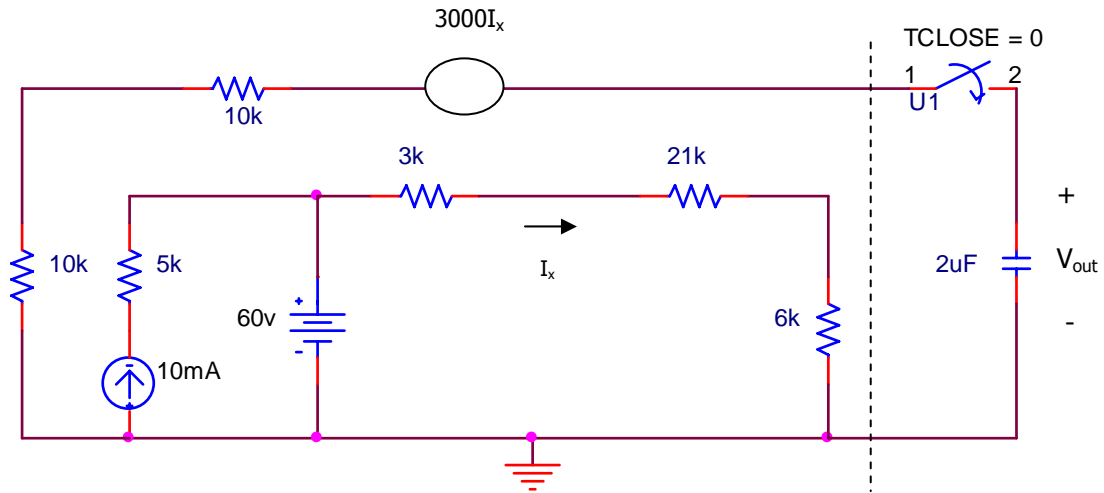 3000Iₓ
TCLOSE = 0
1 2
U1
10k
3k
21k
+
10k
5k
Iₓ
2uF
Vout
+
60v
-
6k
-
-
10mA
+